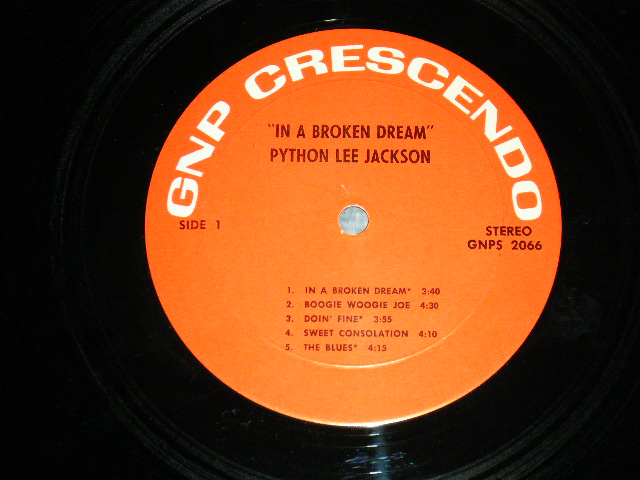 GNP CRESCENDO
"IN A BROKEN DREAM"
PYTHON LEE JACKSON
SIDE 1
STEREO
GNPS 2066
1. IN A BROKEN DREAM* 3:40
2. BOOGIE WOOGIE JOE 4:30
3. DOIN' FINE* 3:55
4. SWEET CONSOLATION 4:10
5. THE BLUES* 4:15